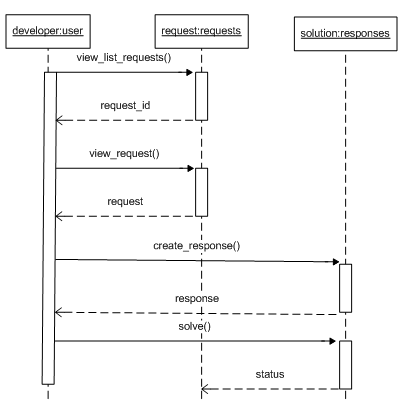 developer:user
request:requests
solution:responses
view_list_requests()
request_id
view_request()
request
create_response()
response
solve()
status